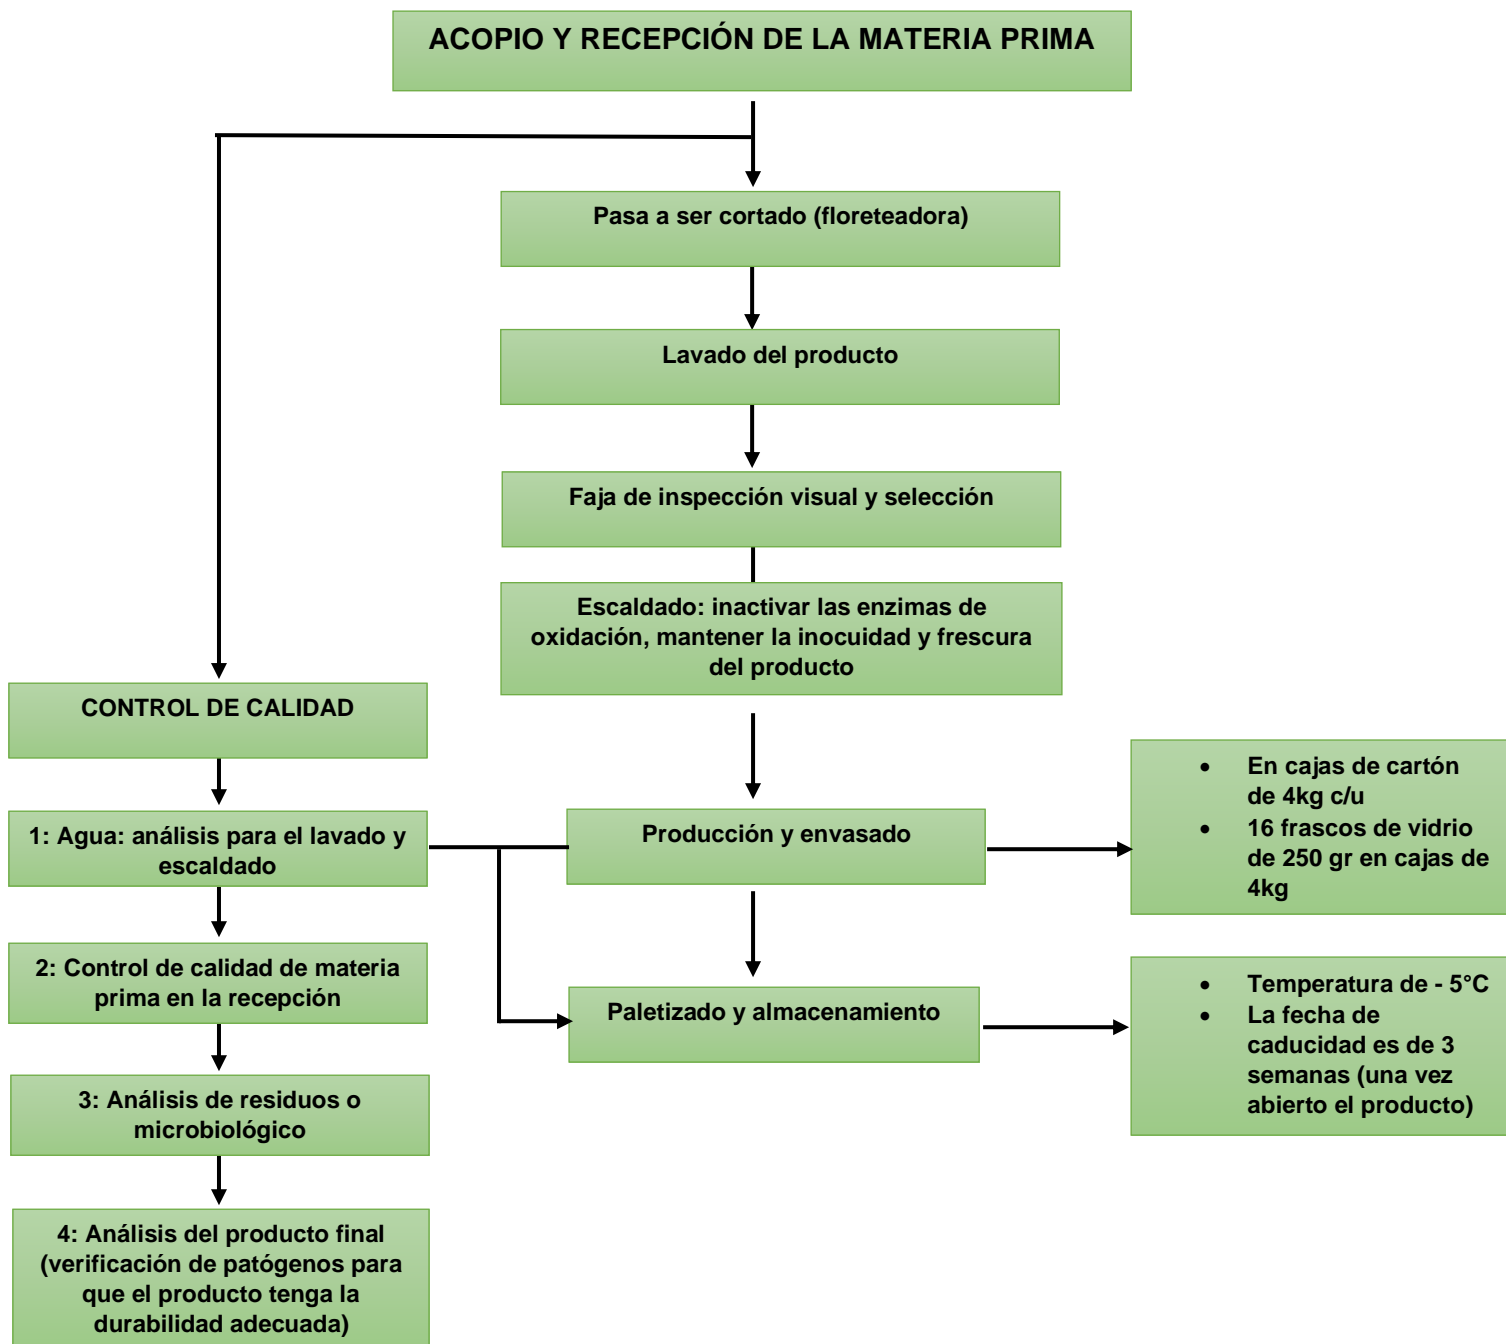 ACOPIO Y RECEPCIÓN DE LA MATERIA PRIMA
Pasa a ser cortado (floreteadora)
Lavado del producto
Faja de inspección visual y selección
Escaldado: inactivar las enzimas de
oxidación, mantener la inocuidad y frescura
del producto
CONTROL DE CALIDAD
1: Agua: análisis para el lavado y
escaldado
2: Control de calidad de materia
prima en la recepción
3: Análisis de residuos o
microbiológico
4: Análisis del producto final
(verificación de patógenos para
que el producto tenga la
durabilidad adecuada)
Producción y envasado
• En cajas de cartón
de 4kg c/u
• 16 frascos de vidrio
de 250 gr en cajas de
4kg
Paletizado y almacenamiento
• Temperatura de - 5°C
• La fecha de
caducidad es de 3
semanas (una vez
abierto el producto)